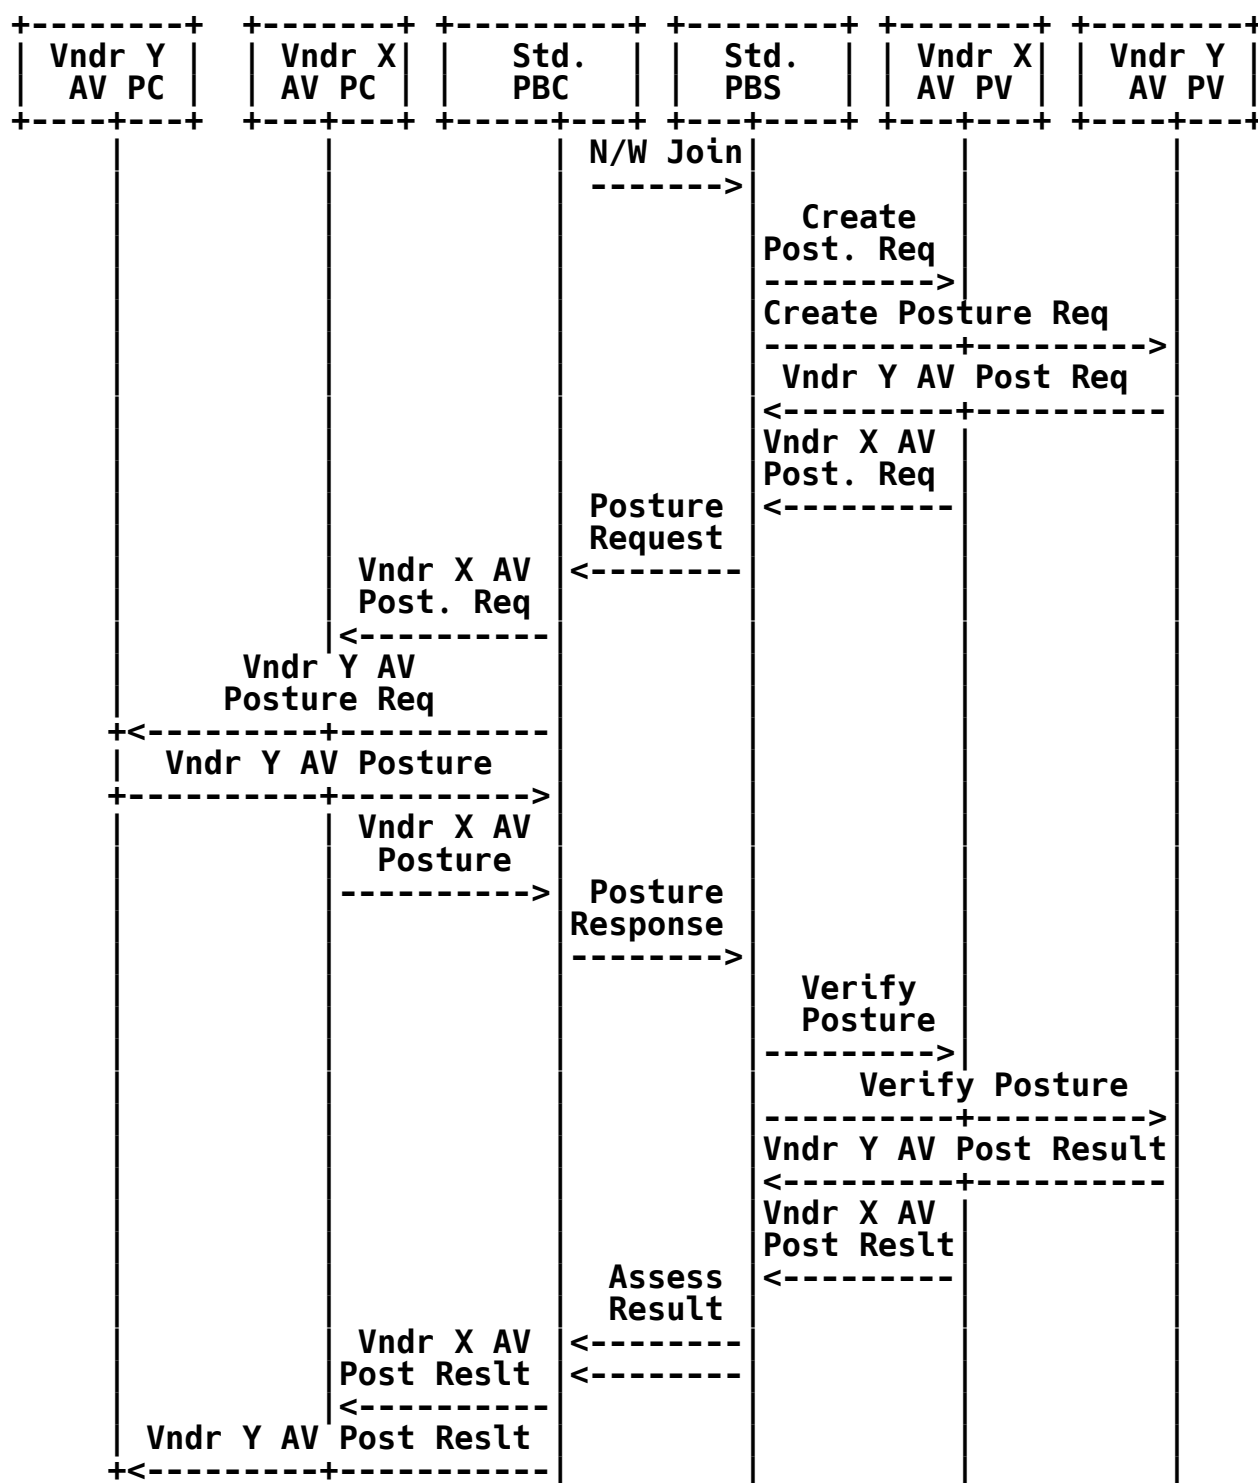 +--------+  +-------+ +---------+ +--------+ +-------+ +--------+
| Vndr Y |  | Vndr X| |   Std.  | |  Std.  | | Vndr X| | Vndr Y |
|  AV PC |  | AV PC | |   PBC   | |  PBS   | | AV PV | |  AV PV |
+----+---+  +---+---+ +-----+---+ +---+----+ +---+---+ +----+---+
N/W Join
------->
Create
Post. Req
--------->
Create Posture Req
----------+--------->
Vndr Y AV Post Req
<---------+----------
Vndr X AV
Post. Req
Posture <---------
Request
Vndr X AV <--------
Post. Req
<----------
Vndr Y AV
Posture Req
+<---------+-----------
Vndr Y AV Posture
+----------+---------->
Vndr X AV
Posture
----------> Posture
Response
-------->
Verify
Posture
--------->
Verify Posture
----------+--------->
Vndr Y AV Post Result
<---------+----------
Vndr X AV
Post Reslt
Assess <---------
Result
Vndr X AV <--------
Post Reslt <--------
<----------
Vndr Y AV Post Reslt
+<---------+-----------